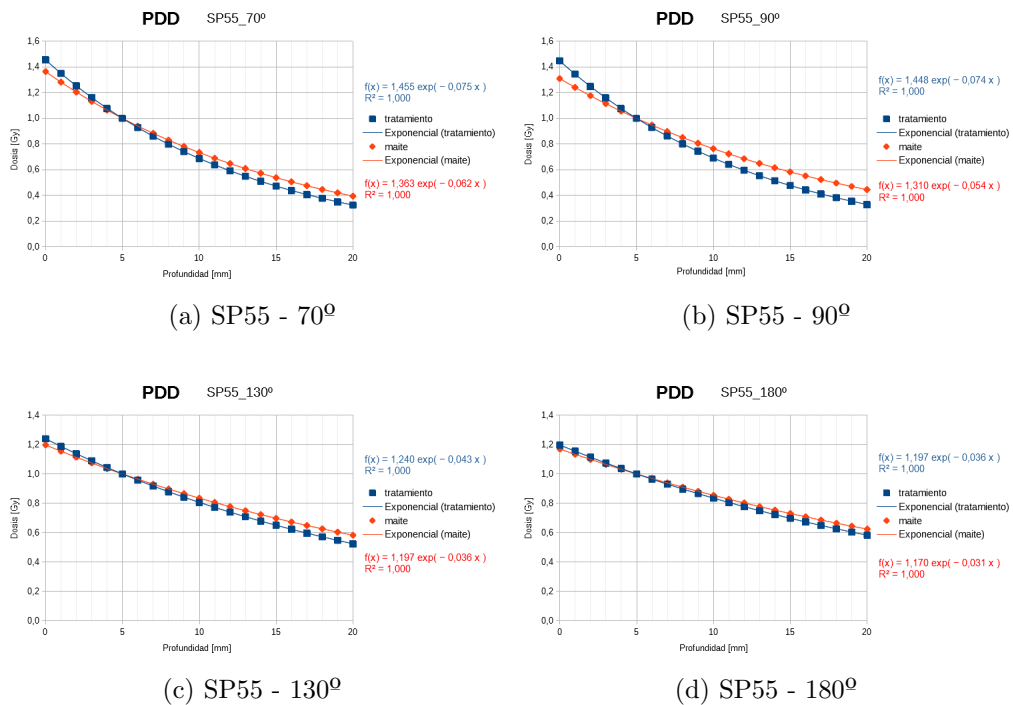 PDD SP55_70º
1,6
1,4
1,2
1,0
0,8
0,6
0,4
0,2
0,0
0 5 10 15 20
Dosis [Gy]
Profundidad [mm]
f(x) = 1,455 exp( − 0,075 x )
R² = 1,000
tratamiento
Exponencial (tratamiento)
maite
Exponencial (maite)
f(x) = 1,363 exp( − 0,062 x )
R² = 1,000
(a) SP55 - 70º
PDD SP55_90º
1,6
1,4
1,2
1,0
0,8
0,6
0,4
0,2
0,0
0 5 10 15 20
Dosis [Gy]
Profundidad [mm]
f(x) = 1,448 exp( − 0,074 x )
R² = 1,000
tratamiento
Exponencial (tratamiento)
maite
Exponencial (maite)
f(x) = 1,310 exp( − 0,054 x )
R² = 1,000
(b) SP55 - 90º
PDD SP55_130º
1,4
1,2
1,0
0,8
0,6
0,4
0,2
0,0
0 5 10 15 20
Dosis [Gy]
Profundidad [mm]
f(x) = 1,240 exp( − 0,043 x )
R² = 1,000
tratamiento
Exponencial (tratamiento)
maite
Exponencial (maite)
f(x) = 1,197 exp( − 0,036 x )
R² = 1,000
(c) SP55 - 130º
PDD SP55_180º
1,4
1,2
1,0
0,8
0,6
0,4
0,2
0,0
0 5 10 15 20
Dosis [Gy]
Profundidad [mm]
f(x) = 1,197 exp( − 0,036 x )
R² = 1,000
tratamiento
Exponencial (tratamiento)
maite
Exponencial (maite)
f(x) = 1,170 exp( − 0,031 x )
R² = 1,000
(d) SP55 - 180º